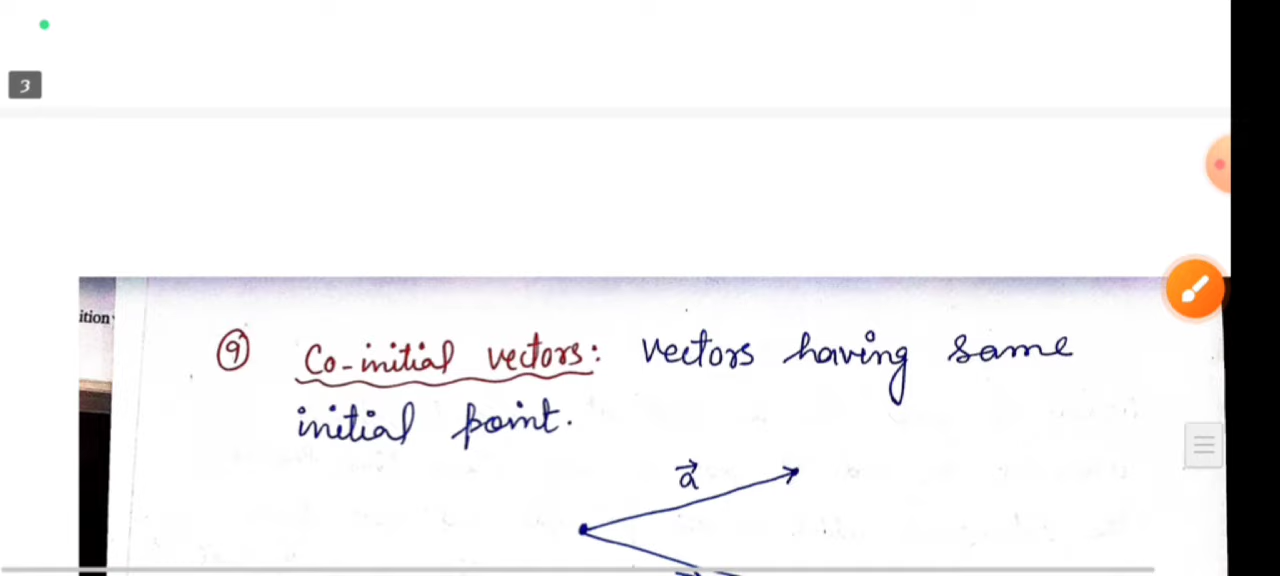 3
ition
⑨ Co-initial vectors: Vectors having same
initial point.
a⃗